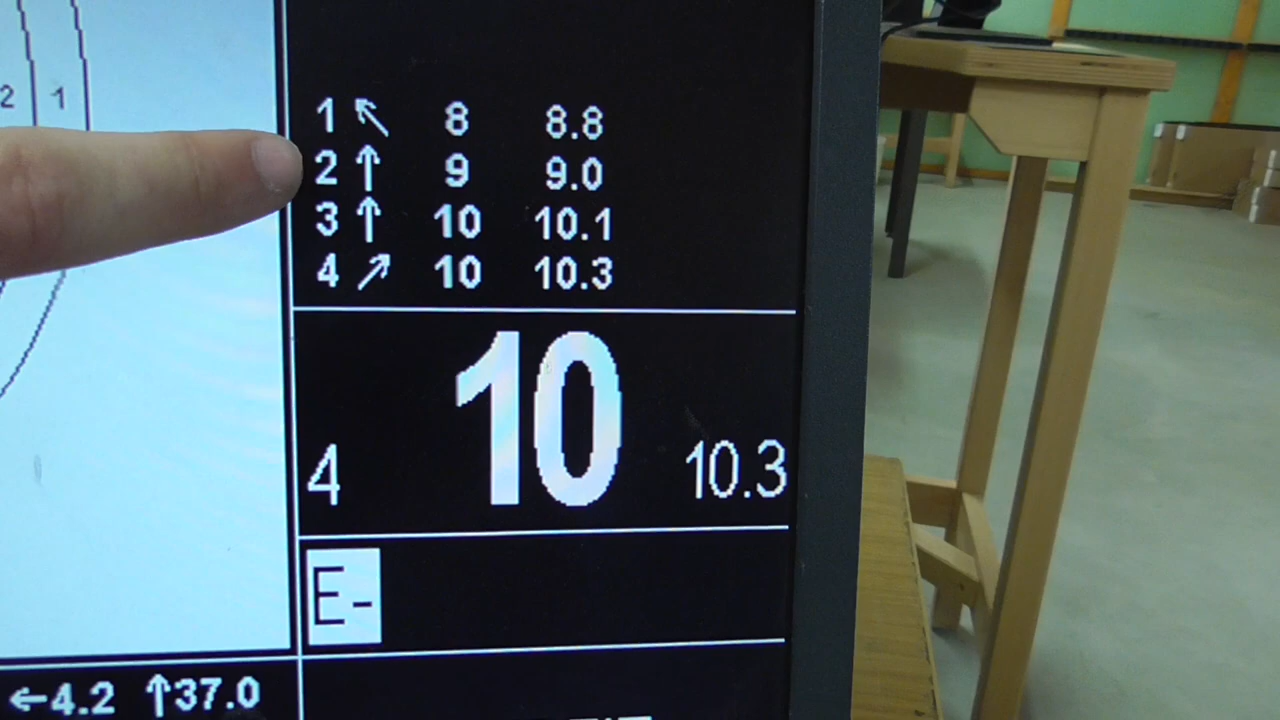 2 1
1 ↖ 8 8.8
2 ↑ 9 9.0
3 ↑ 10 10.1
4 ↗ 10 10.3
4 10 10.3
E-
←4.2 ↑37.0